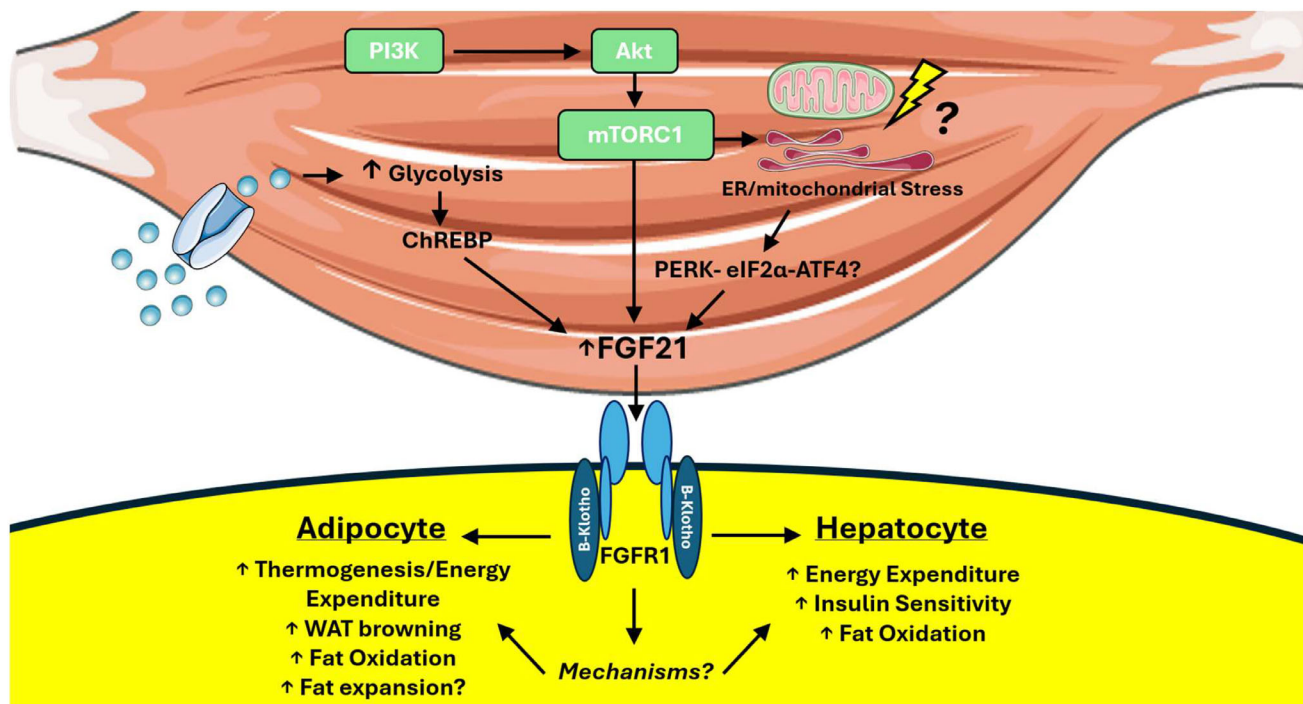 PI3K
Akt
mTORC1
?
↑ Glycolysis
ChREBP
ER/mitochondrial Stress
PERK- eIF2α-ATF4?
↑FGF21
B-Klotho
B-Klotho
FGFR1
Adipocyte
↑ Thermogenesis/Energy
Expenditure
↑ WAT browning
↑ Fat Oxidation
↑ Fat expansion?
Mechanisms?
Hepatocyte
↑ Energy Expenditure
↑ Insulin Sensitivity
↑ Fat Oxidation